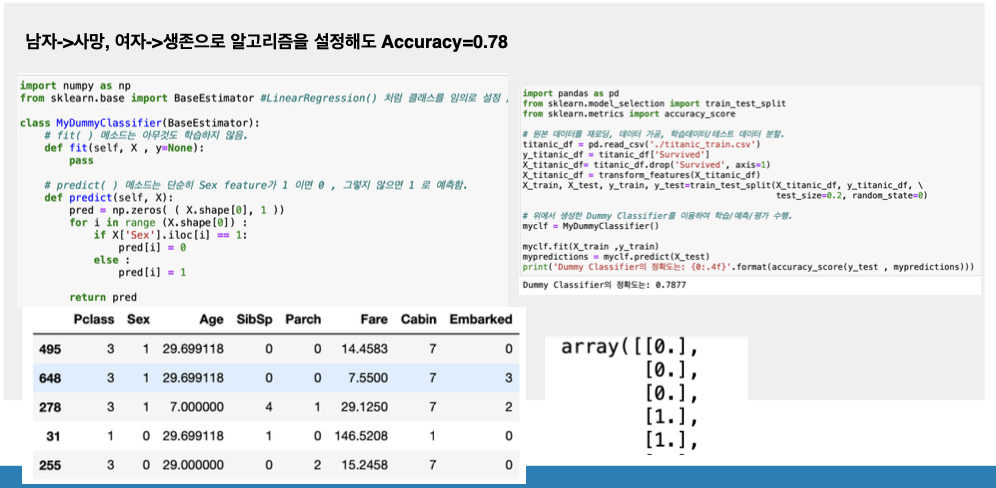 남자->사망, 여자->생존으로 알고리즘을 설정해도 Accuracy=0.78
import numpy as np
from sklearn.base import BaseEstimator #LinearRegression() 처럼 클래스를 임의로 설정
class MyDummyClassifier(BaseEstimator):
# fit( ) 메소드는 아무것도 학습하지 않음.
def fit(self, X , y=None):
pass
# predict( ) 메소드는 단순히 Sex feature가 1 이면 0 , 그렇지 않으면 1 로 예측함.
def predict(self, X):
pred = np.zeros( ( X.shape[0], 1 ))
for i in range (X.shape[0]) :
if X['Sex'].iloc[i] == 1:
pred[i] = 0
else :
pred[i] = 1
return pred
import pandas as pd
from sklearn.model_selection import train_test_split
from sklearn.metrics import accuracy_score
# 원본 데이터를 재로딩, 데이터 가공, 학습데이터/테스트 데이터 분할.
titanic_df = pd.read_csv('./titanic_train.csv')
y_titanic_df = titanic_df['Survived']
X_titanic_df= titanic_df.drop('Survived', axis=1)
X_titanic_df = transform_features(X_titanic_df)
X_train, X_test, y_train, y_test=train_test_split(X_titanic_df, y_titanic_df, \
test_size=0.2, random_state=0)
# 위에서 생성한 Dummy Classifier를 이용하여 학습/예측/평가 수행.
myclf = MyDummyClassifier()
myclf.fit(X_train ,y_train)
mypredictions = myclf.predict(X_test)
print('Dummy Classifier의 정확도는: {0:.4f}'.format(accuracy_score(y_test , mypredictions)))
Dummy Classifier의 정확도는: 0.7877
Pclass Sex Age SibSp Parch Fare Cabin Embarked
495 3 1 29.699118 0 0 14.4583 7 0
648 3 1 29.699118 0 0 7.5500 7 3
278 3 1 7.000000 4 1 29.1250 7 2
31 1 0 29.699118 1 0 146.5208 1 0
255 3 0 29.000000 0 2 15.2458 7 0
array([[0.],
[0.],
[0.],
[1.],
[1.],